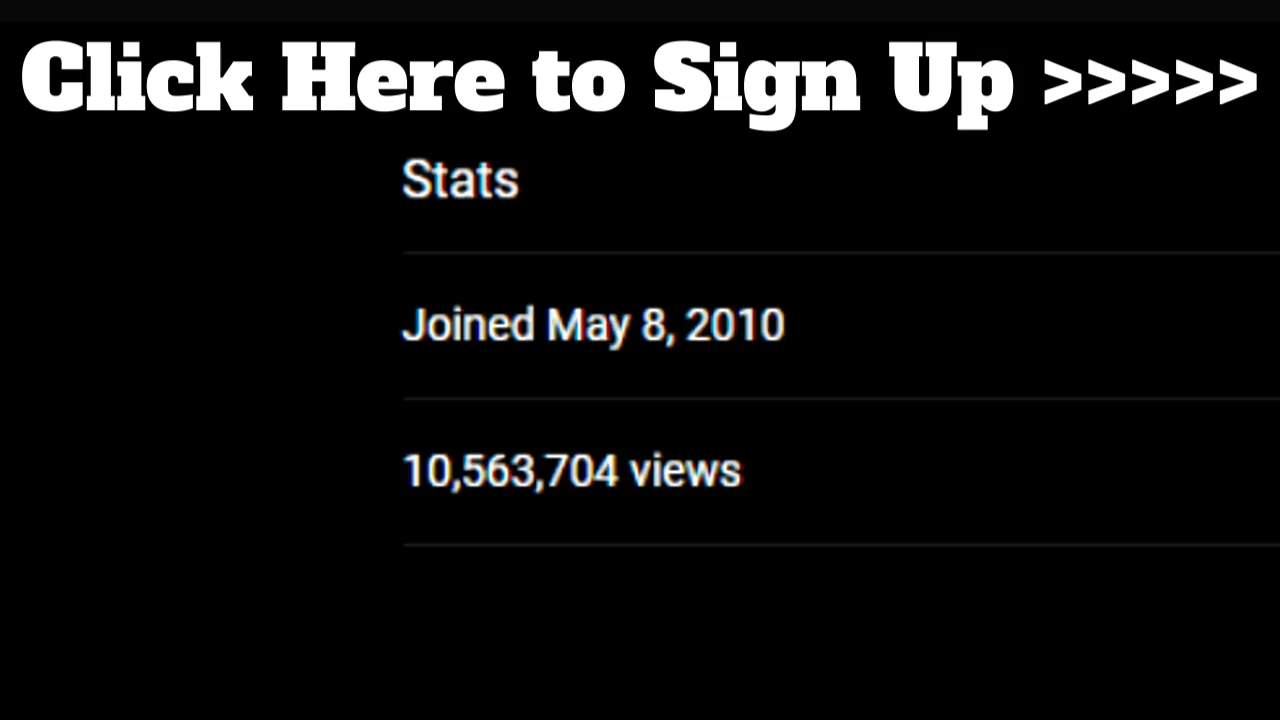 Click Here to Sign Up >>>>>
Stats
Joined May 8, 2010
10,563,704 views